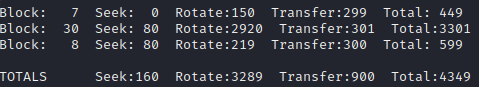 Block:   7  Seek:  0  Rotate:150  Transfer:299  Total: 449
Block:  30  Seek: 80  Rotate:2920  Transfer:301  Total:3301
Block:   8  Seek: 80  Rotate:219  Transfer:300  Total: 599
TOTALS      Seek:160  Rotate:3289  Transfer:900  Total:4349